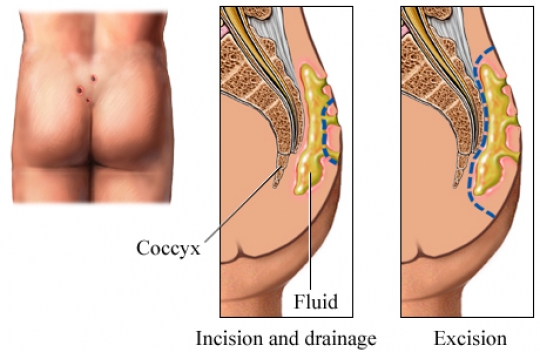 Coccyx
Fluid
Incision and drainage
Excision